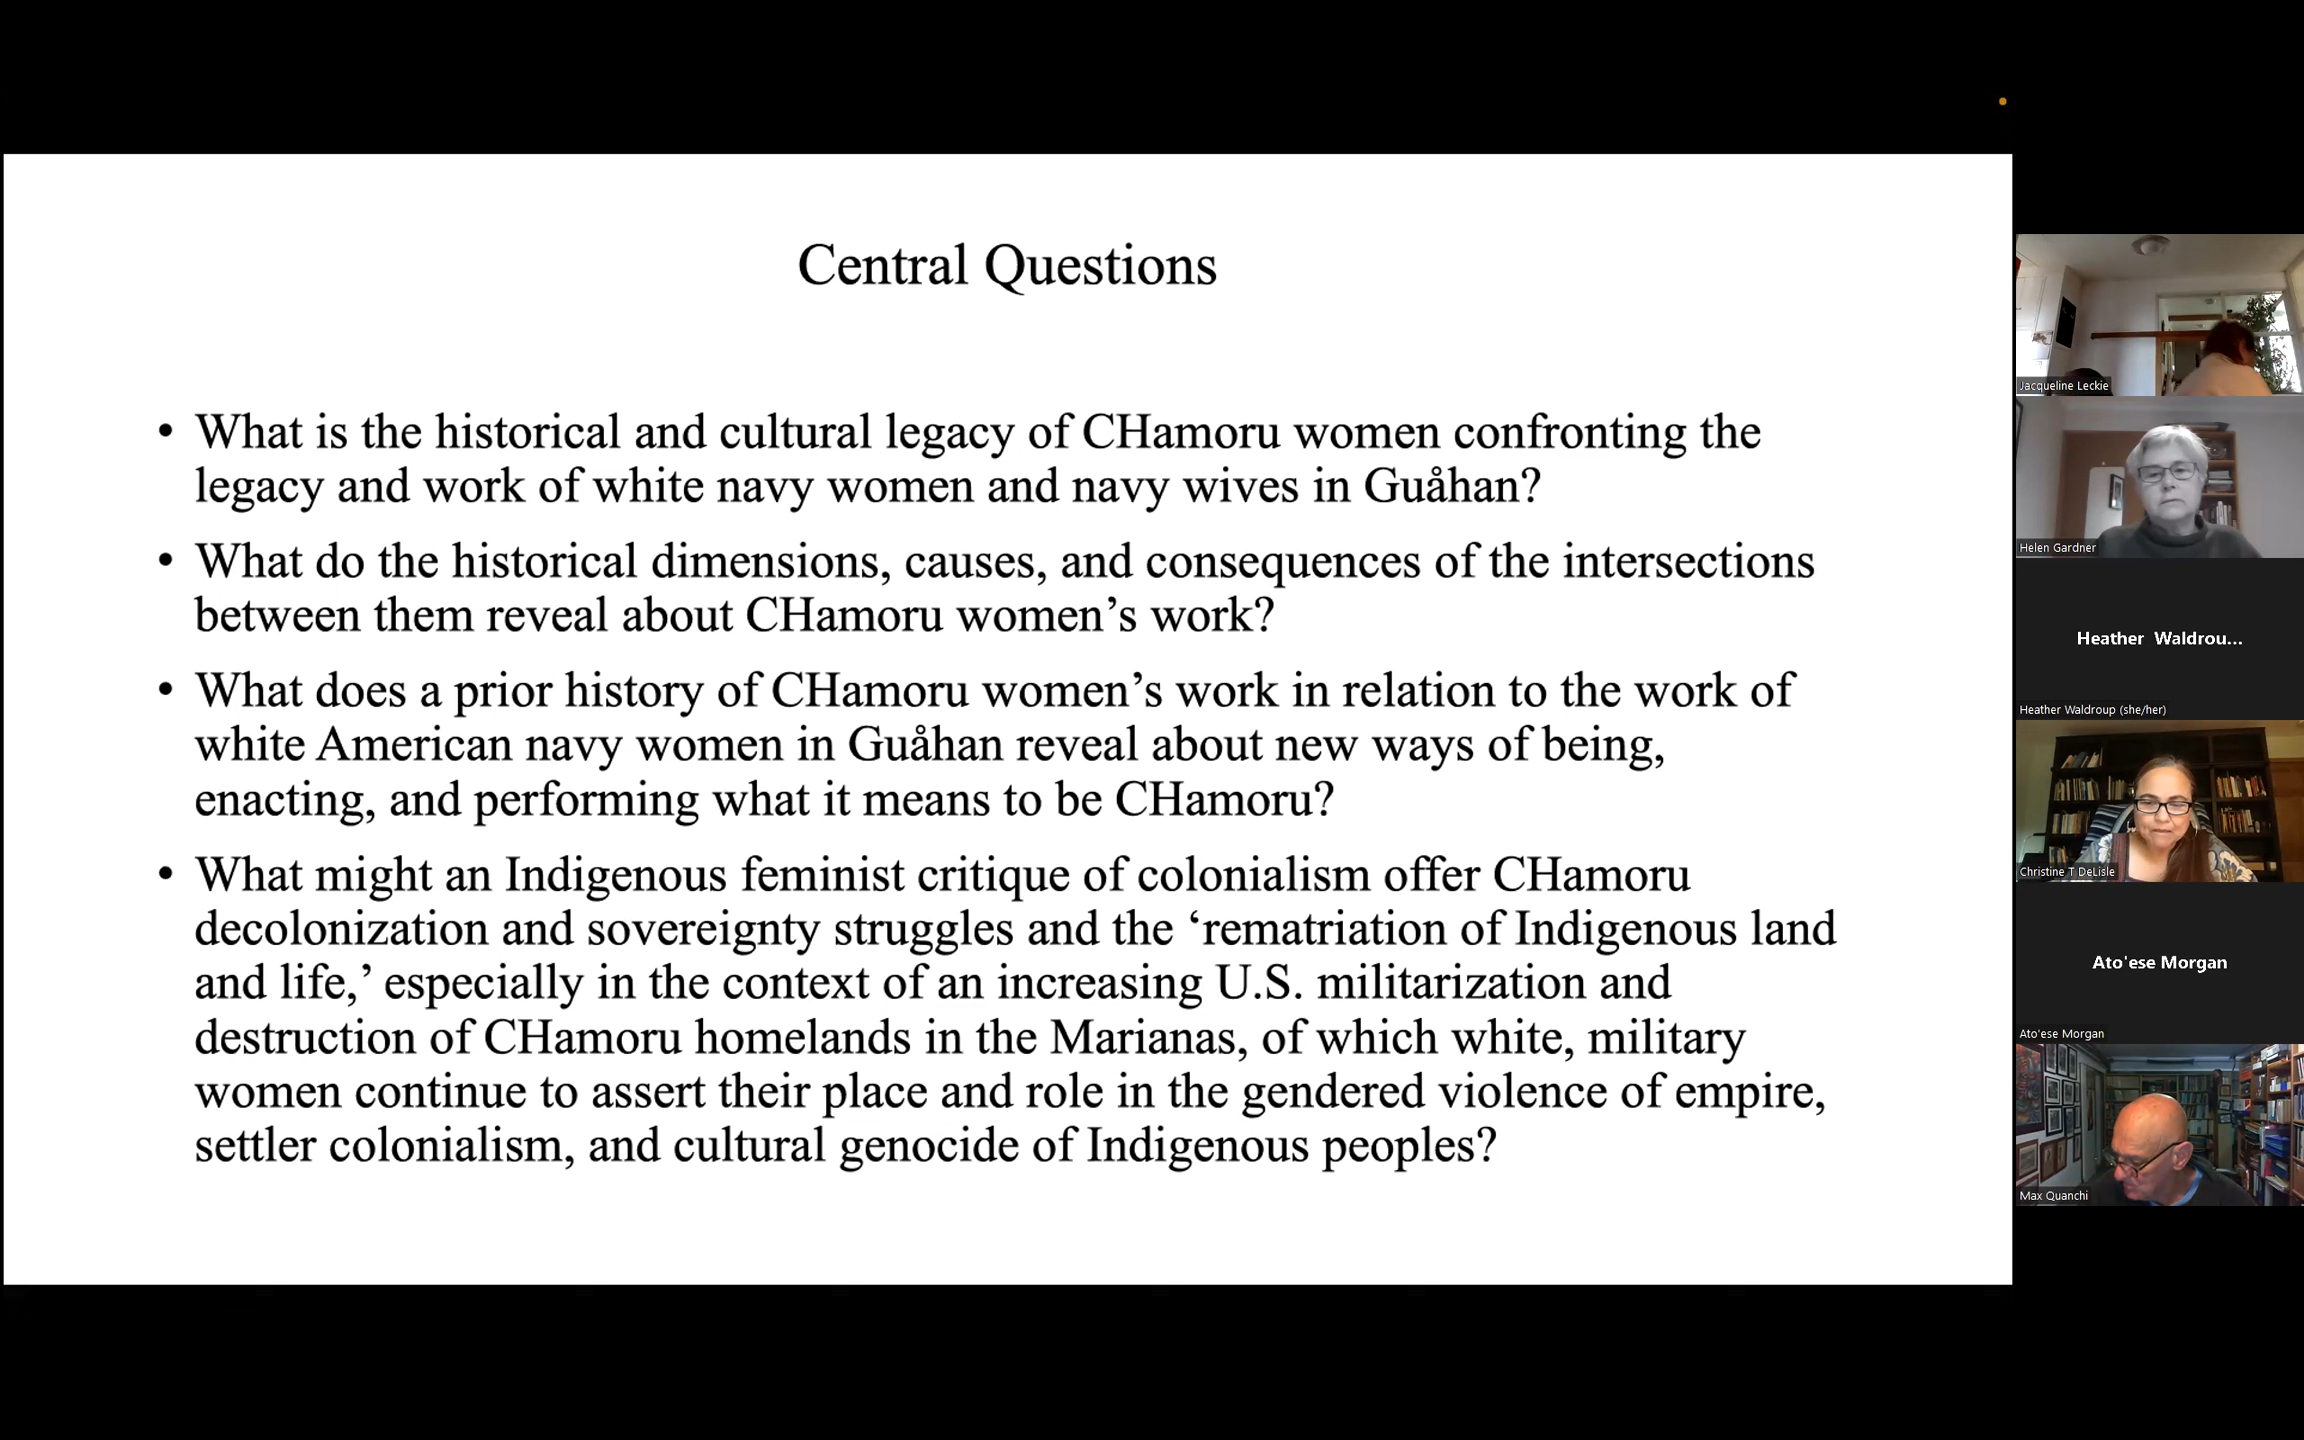 Central Questions
• What is the historical and cultural legacy of CHamoru women confronting the
legacy and work of white navy women and navy wives in Guåhan?
• What do the historical dimensions, causes, and consequences of the intersections
between them reveal about CHamoru women’s work?
• What does a prior history of CHamoru women’s work in relation to the work of
white American navy women in Guåhan reveal about new ways of being,
enacting, and performing what it means to be CHamoru?
• What might an Indigenous feminist critique of colonialism offer CHamoru
decolonization and sovereignty struggles and the ‘rematriation of Indigenous land
and life,’ especially in the context of an increasing U.S. militarization and
destruction of CHamoru homelands in the Marianas, of which white, military
women continue to assert their place and role in the gendered violence of empire,
settler colonialism, and cultural genocide of Indigenous peoples?
Jacqueline Leckie
Helen Gardner
Heather Waldrou...
Heather Waldroup (she/her)
Christine T DeLisle
Ato'ese Morgan
Ato'ese Morgan
Max Quanchi